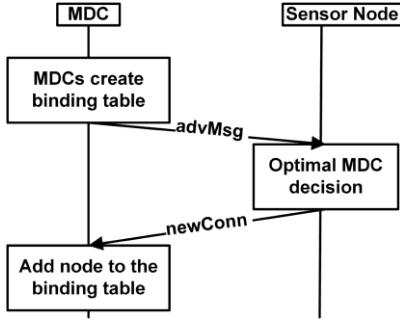 MDC
Sensor Node
MDCs create
binding table
advMsg
Optimal MDC
decision
newConn
Add node to the
binding table